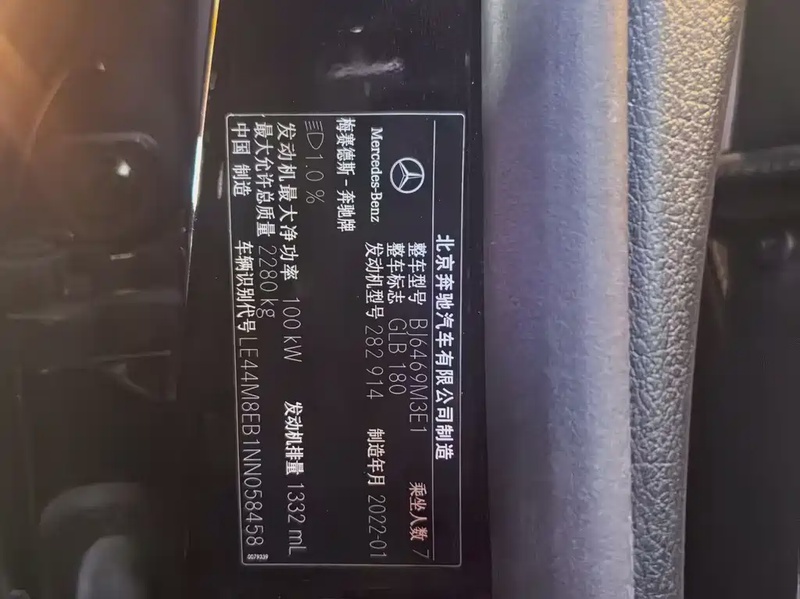 北京奔驰汽车有限公司制造
整车型号 BJ6469M3E1 乘坐人数 7
整车标志 GLB 180
发动机型号 282 914 制造年月 2022-01
Mercedes-Benz
梅赛德斯-奔驰牌
1.0 %
发动机最大净功率 100 kW 发动机排量 1332 mL
最大允许总质量 2280 kg
中国 制造 车辆识别代号 LE44M8EB1NN058458
0079339